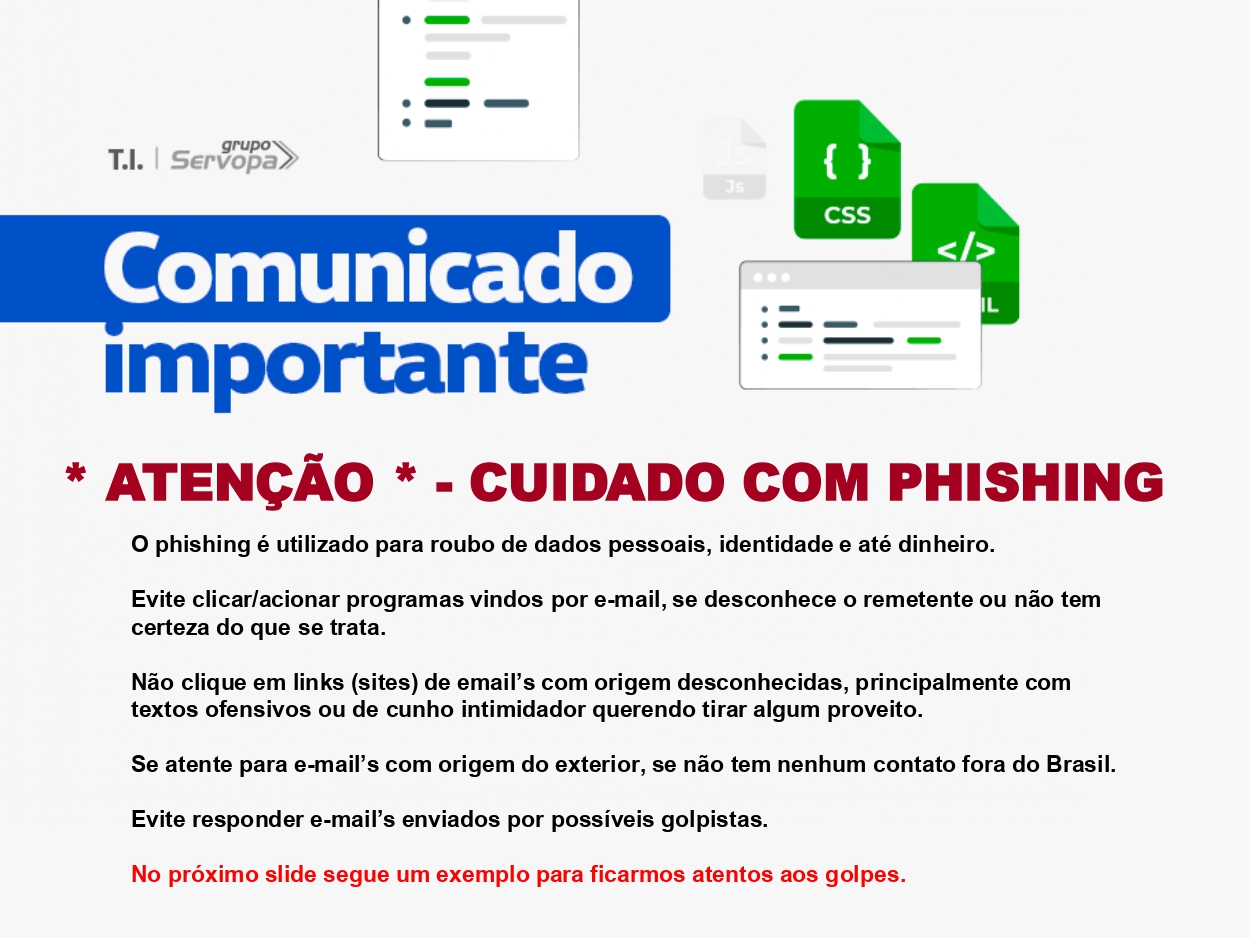 T.I. | grupo Servopa
Js
Js
{ }
CSS
</>
IL
Comunicado
importante
* ATENÇÃO * - CUIDADO COM PHISHING
O phishing é utilizado para roubo de dados pessoais, identidade e até dinheiro.
Evite clicar/acionar programas vindos por e-mail, se desconhece o remetente ou não tem
certeza do que se trata.
Não clique em links (sites) de email’s com origem desconhecidas, principalmente com
textos ofensivos ou de cunho intimidador querendo tirar algum proveito.
Se atente para e-mail’s com origem do exterior, se não tem nenhum contato fora do Brasil.
Evite responder e-mail’s enviados por possíveis golpistas.
No próximo slide segue um exemplo para ficarmos atentos aos golpes.